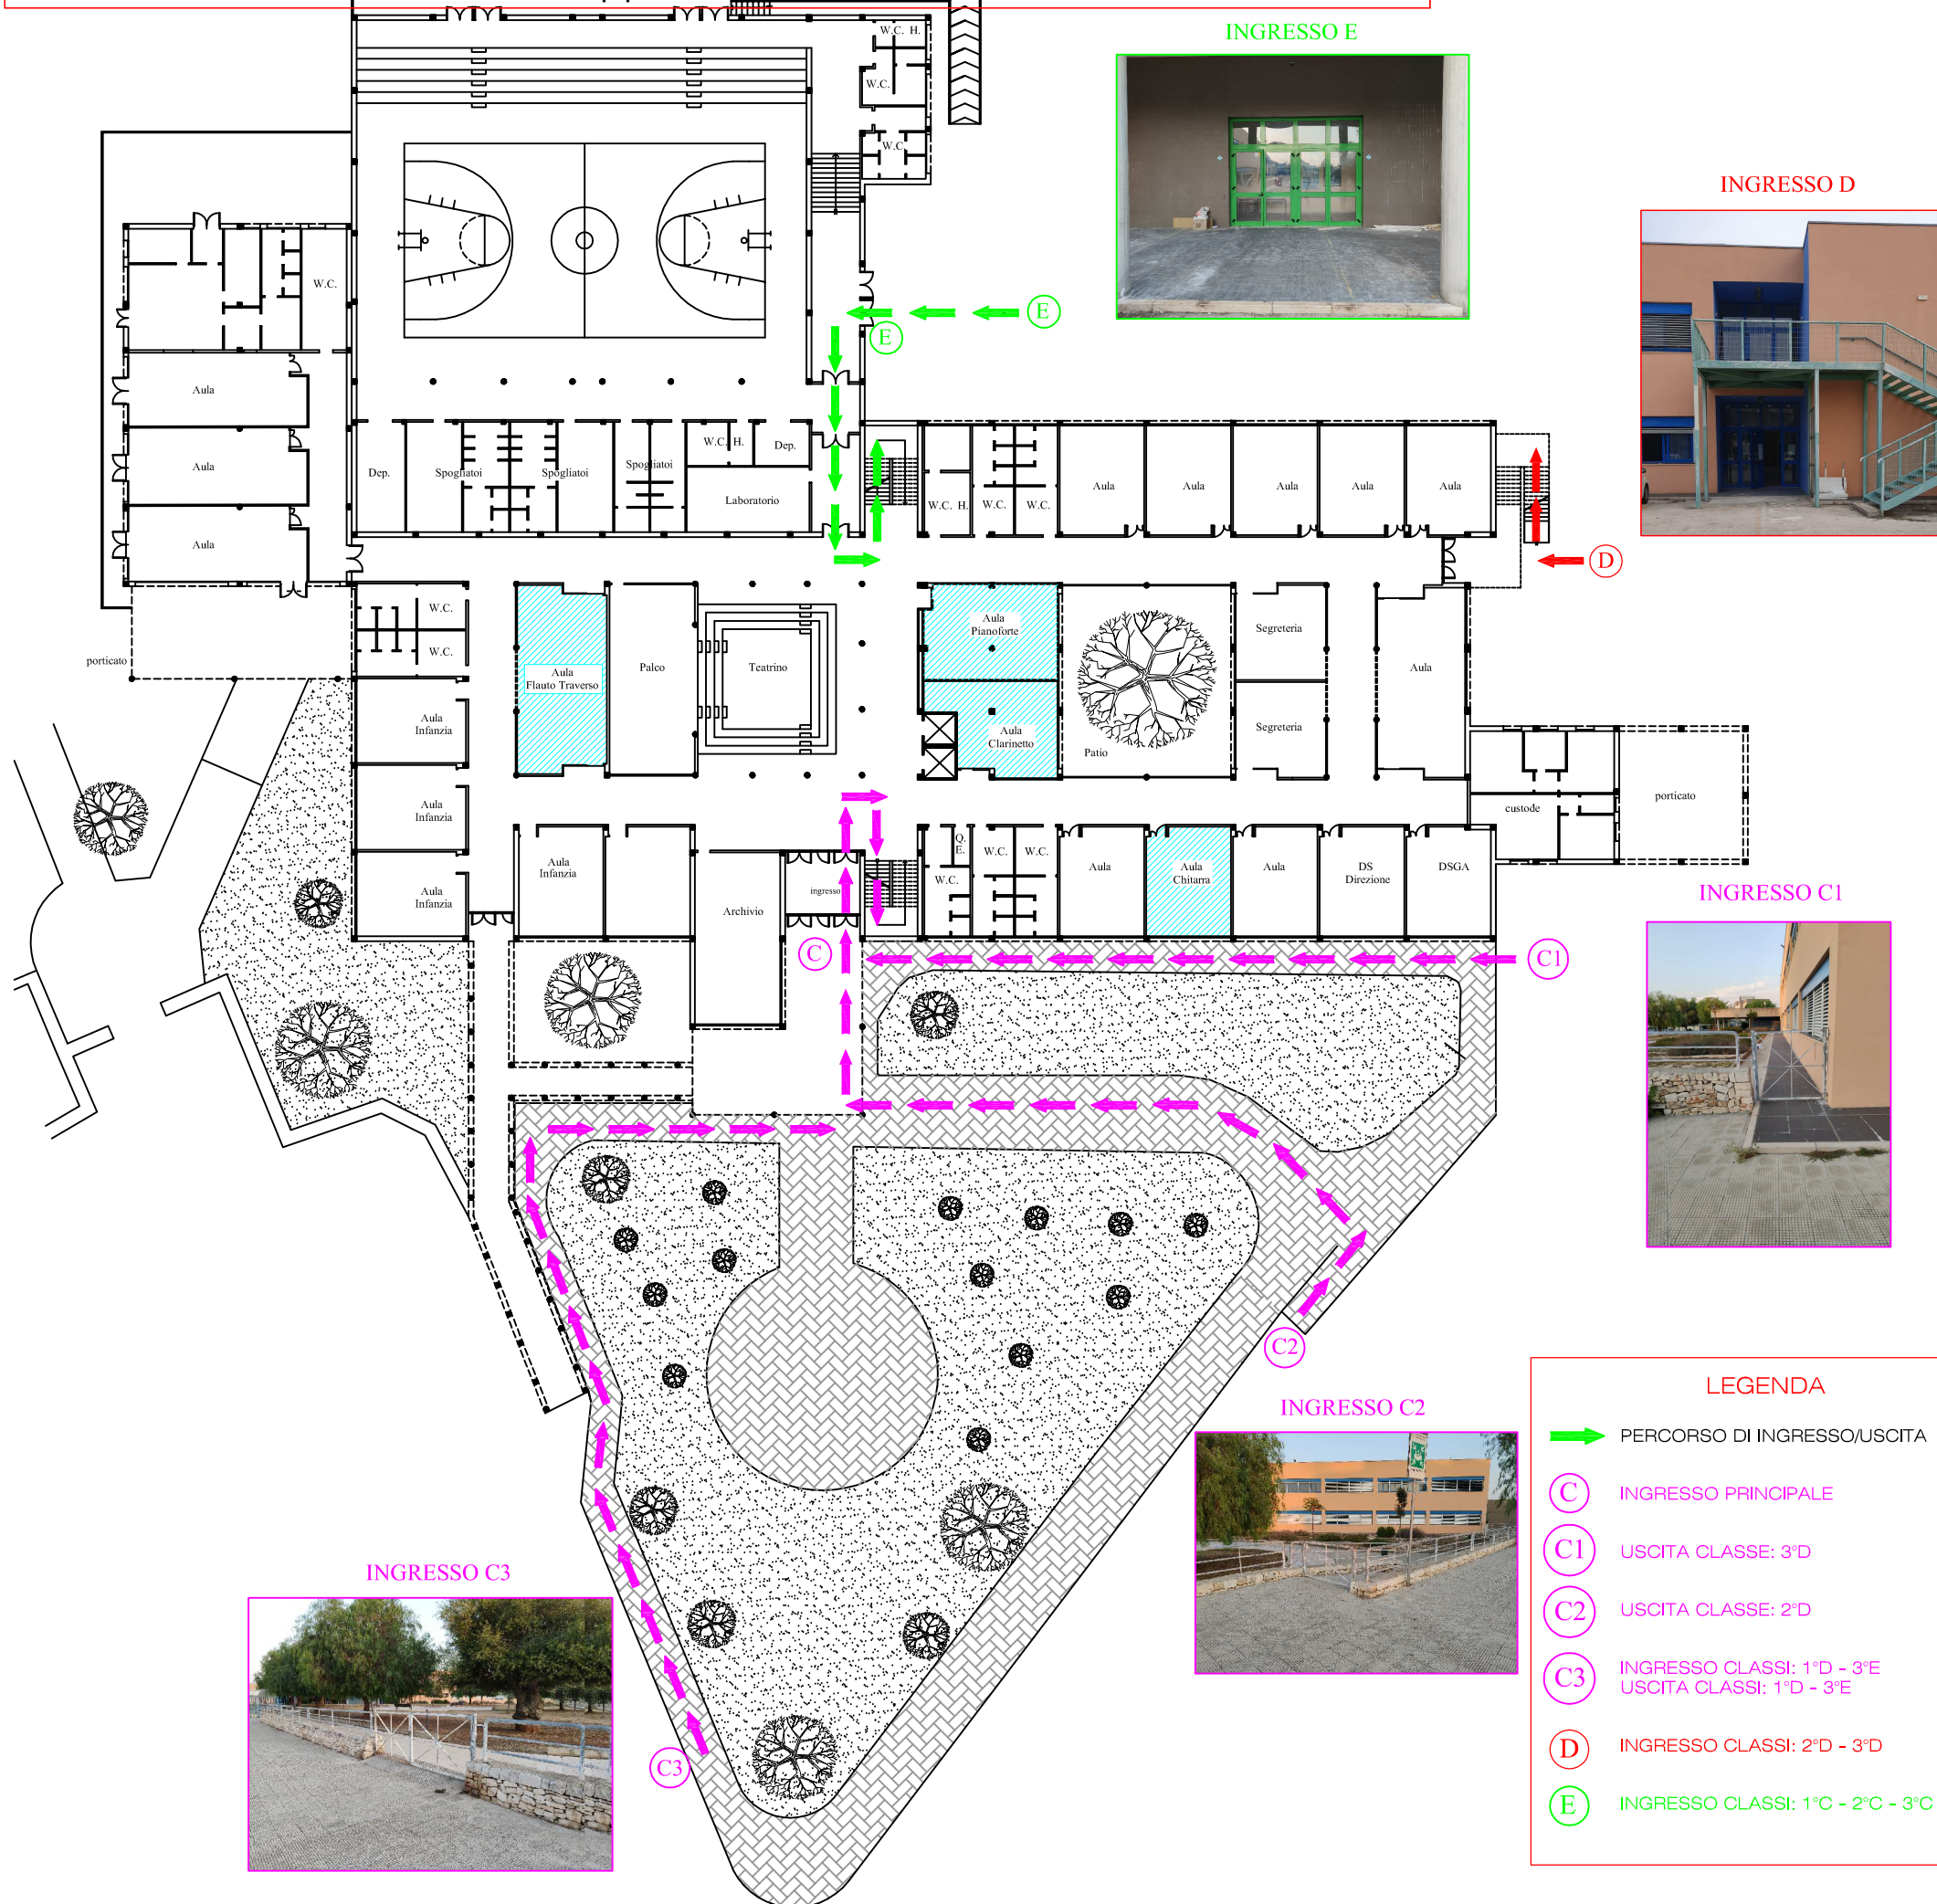 INGRESSO E
W.C. H.
W.C.
W.C.
INGRESSO D
W.C.
E
E
Aula
Aula
Aula
Dep.
Spogliatoi
Spogliatoi
Spogliatoi
W.C. H.
Dep.
Laboratorio
W.C. H.
W.C.
W.C.
Aula
Aula
Aula
Aula
Aula
D
W.C.
W.C.
porticato
Aula
Flauto Traverso
Palco
Teatrino
Aula
Pianoforte
Aula
Clarinetto
Patio
Segreteria
Segreteria
Aula
Aula
Infanzia
Aula
Infanzia
Aula
Infanzia
Aula
Infanzia
Archivio
ingresso
Q.
E.
W.C.
W.C.
W.C.
Aula
Aula
Chitarra
Aula
DS
Direzione
DSGA
custode
porticato
C
C1
INGRESSO C1
C2
INGRESSO C2
INGRESSO C3
C3
LEGENDA
PERCORSO DI INGRESSO/USCITA
C
INGRESSO PRINCIPALE
C1
USCITA CLASSE: 3°D
C2
USCITA CLASSE: 2°D
C3
INGRESSO CLASSI: 1°D - 3°E
USCITA CLASSI: 1°D - 3°E
D
INGRESSO CLASSI: 2°D - 3°D
E
INGRESSO CLASSI: 1°C - 2°C - 3°C